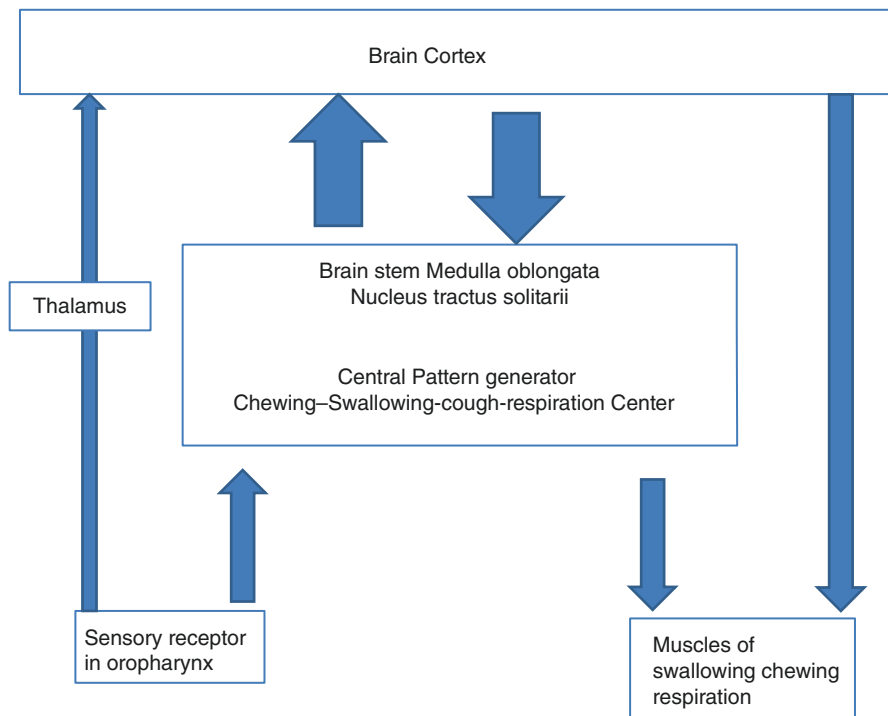 Brain Cortex
Brain stem Medulla oblongata
Nucleus tractus solitarii
Thalamus
Central Pattern generator
Chewing–Swallowing-cough-respiration Center
Sensory receptor
in oropharynx
Muscles of
swallowing chewing
respiration